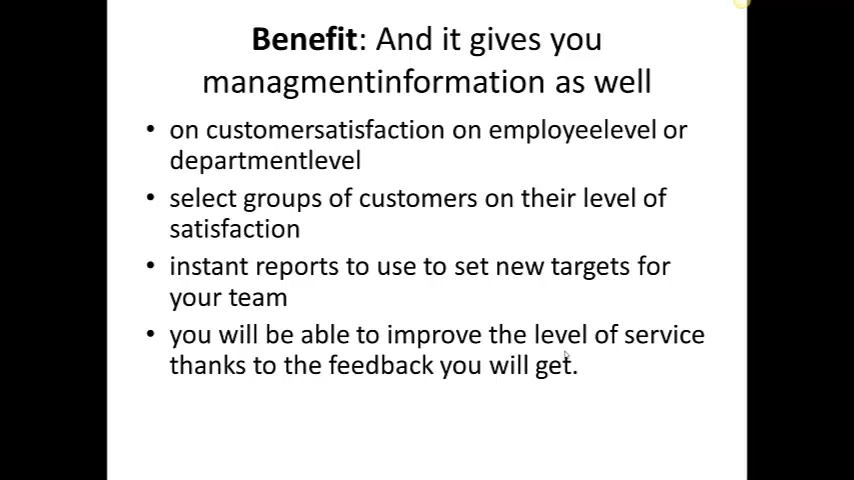 Benefit: And it gives you
managmentinformation as well
• on customersatisfaction on employeelevel or
departmentlevel
• select groups of customers on their level of
satisfaction
• instant reports to use to set new targets for
your team
• you will be able to improve the level of service
thanks to the feedback you will get.